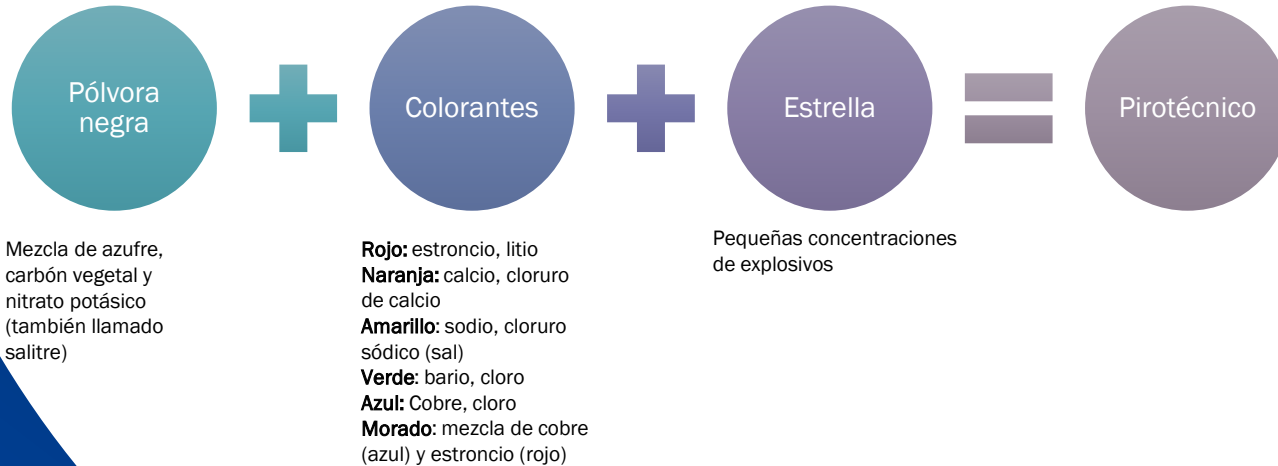 Pólvora
negra
Colorantes
Estrella
Pirotécnico
Mezcla de azufre,
carbón vegetal y
nitrato potásico
(también llamado
salitre)
Rojo: estroncio, litio
Naranja: calcio, cloruro
de calcio
Amarillo: sodio, cloruro
sódico (sal)
Verde: bario, cloro
Azul: Cobre, cloro
Morado: mezcla de cobre
(azul) y estroncio (rojo)
Pequeñas concentraciones
de explosivos